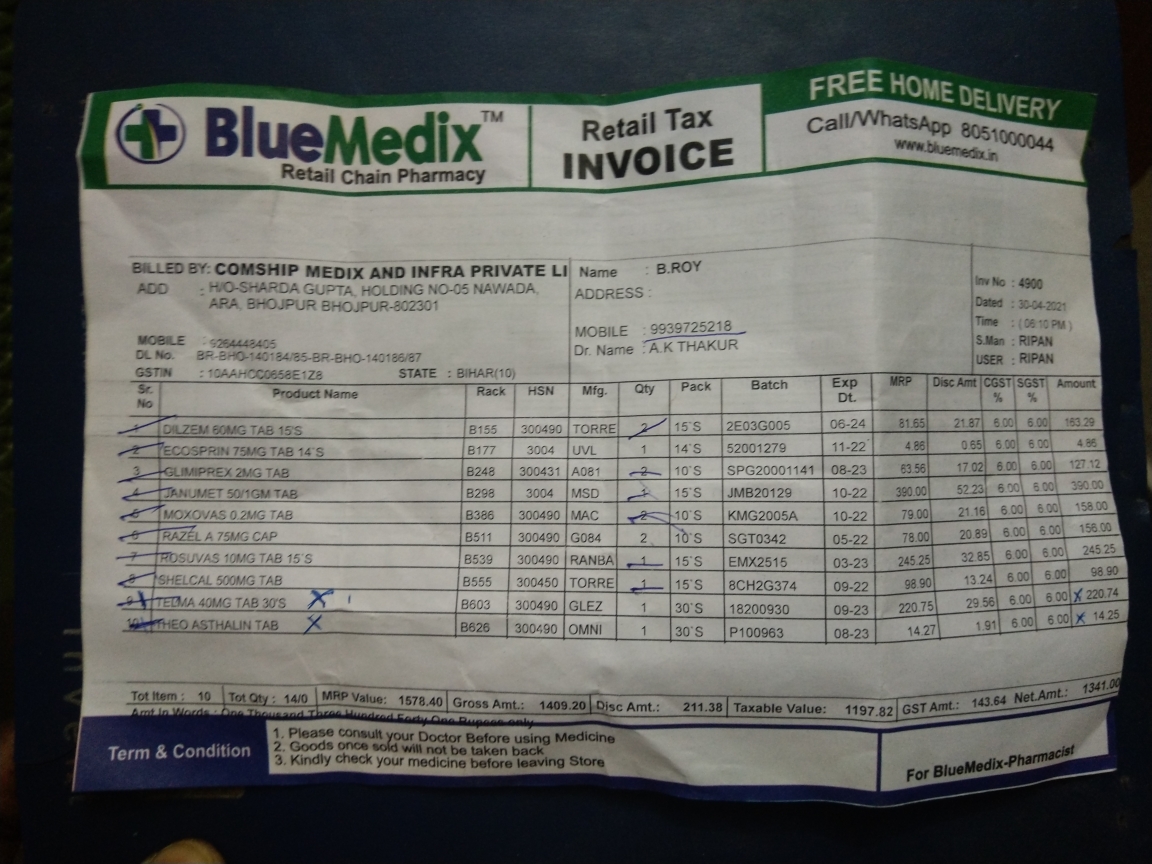 BlueMedix™
Retail Chain Pharmacy
Retail Tax
INVOICE
FREE HOME DELIVERY
Call/WhatsApp 8051000044
www.bluemedix.in
BILLED BY: COMSHIP MEDIX AND INFRA PRIVATE LI
ADD : H/O-SHARDA GUPTA, HOLDING NO-05 NAWADA,
ARA, BHOJPUR BHOJPUR-802301
MOBILE : 9264448405
DL No. BR-BHO-140184/85-BR-BHO-140186/87
GSTIN : 10AAHCC0658E1Z8 STATE : BIHAR(10)
Name : B.ROY
ADDRESS :
MOBILE : 9939725218
Dr. Name : A.K THAKUR
Inv No : 4900
Dated : 30-04-2021
Time : (06:10 PM)
S.Man : RIPAN
USER : RIPAN
Sr. No Product Name Rack HSN Mfg. Qty Pack Batch Exp Dt. MRP Disc Amt CGST % SGST % Amount
1 DILZEM 60MG TAB 15'S B155 300490 TORRE 2 15`S 2E03G005 06-24 81.65 21.87 6.00 6.00 163.29
2 ECOSPRIN 75MG TAB 14`S B177 3004 UVL 1 14`S 52001279 11-22 4.86 0.65 6.00 6.00 4.86
3 GLIMIPREX 2MG TAB B248 300431 A081 2 10`S SPG20001141 08-23 63.56 17.02 6.00 6.00 127.12
4 JANUMET 50/1GM TAB B298 3004 MSD 1 15`S JMB20129 10-22 390.00 52.23 6.00 6.00 390.00
5 MOXOVAS 0.2MG TAB B386 300490 MAC 2 10`S KMG2005A 10-22 79.00 21.16 6.00 6.00 158.00
6 RAZEL A 75MG CAP B511 300490 G084 2 10`S SGT0342 05-22 78.00 20.89 6.00 6.00 156.00
7 ROSUVAS 10MG TAB 15`S B539 300490 RANBA 1 15`S EMX2515 03-23 245.25 32.85 6.00 6.00 245.25
8 SHELCAL 500MG TAB B555 300450 TORRE 1 15`S 8CH2G374 09-22 98.90 13.24 6.00 6.00 98.90
9 TELMA 40MG TAB 30'S X B603 300490 GLEZ 1 30`S 18200930 09-23 220.75 29.56 6.00 6.00 X 220.74
10 THEO ASTHALIN TAB X B626 300490 OMNI 1 30`S P100963 08-23 14.27 1.91 6.00 6.00 X 14.25
Tot Item : 10 Tot Qty : 14/0 MRP Value: 1578.40 Gross Amt.: 1409.20 Disc Amt.: 211.38 Taxable Value: 1197.82 GST Amt.: 143.64 Net.Amt.: 1341.00
Amt In Words : One Thousand Three Hundred Forty One Rupees only
Term & Condition
1. Please consult your Doctor Before using Medicine
2. Goods once sold will not be taken back
3. Kindly check your medicine before leaving Store
For BlueMedix-Pharmacist